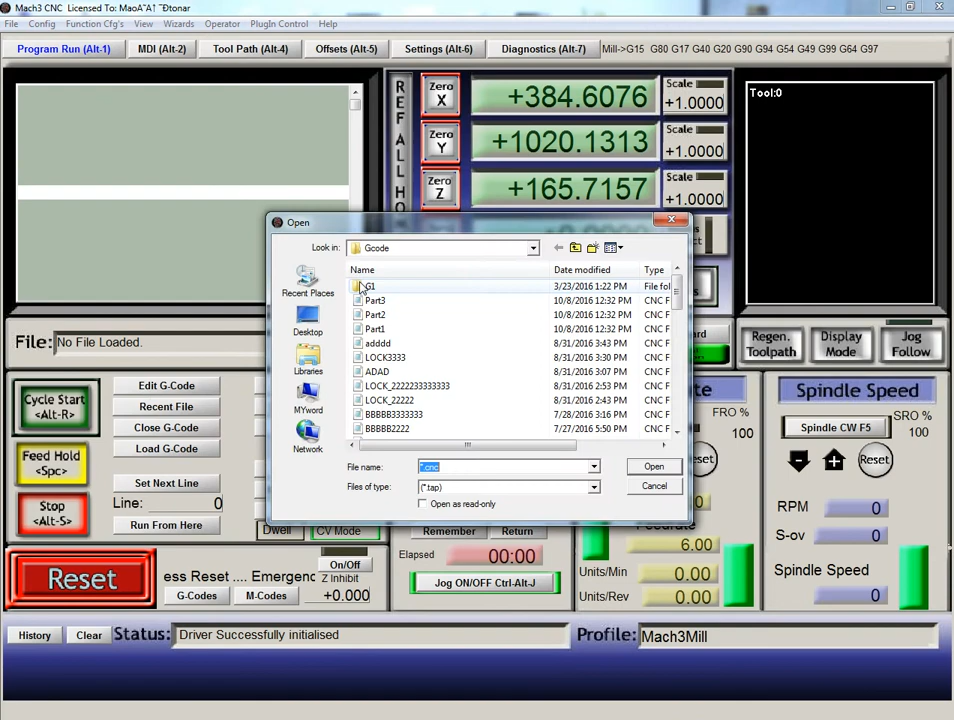 Mach3 CNC  Licensed To: MaoA"A! "Dtonar
File Config Function Cfg's View Wizards Operator PlugIn Control Help
Program Run (Alt-1) MDI (Alt-2) Tool Path (Alt-4) Offsets (Alt-5) Settings (Alt-6) Diagnostics (Alt-7) Mill->G15 G80 G17 G40 G20 G90 G94 G54 G49 G99 G64 G97
REF ALL HO
Zero X +384.6076 Scale +1.0000
Zero Y +1020.1313 Scale +1.0000
Zero Z +165.7157 Scale +1.0000
Tool:0
Open
Look in: Gcode
Name Date modified Type
G1 3/23/2016 1:22 PM File fol
Part3 10/8/2016 12:32 PM CNC F
Part2 10/8/2016 12:32 PM CNC F
Part1 10/8/2016 12:32 PM CNC F
adddd 8/31/2016 3:43 PM CNC F
LOCK3333 8/31/2016 3:30 PM CNC F
ADAD 8/31/2016 3:07 PM CNC F
LOCK_2222233333333 8/31/2016 2:53 PM CNC F
LOCK_22222 8/31/2016 2:43 PM CNC F
BBBBB3333333 7/28/2016 3:16 PM CNC F
BBBBB2222 7/27/2016 5:50 PM CNC F
Recent Places
Desktop
Libraries
MYword
Network
File name: *.cnc Open
Files of type: (*.tap) Cancel
Open as read-only
File: No File Loaded.
Regen. Toolpath
Display Mode
Jog Follow
Cycle Start <Alt-R>
Feed Hold <Spc>
Stop <Alt-S>
Edit G-Code
Recent File
Close G-Code
Load G-Code
Set Next Line
Line: 0
Run From Here
Reset
ess Reset .... Emergenc
G-Codes M-Codes
Dwell CV Mode
On/Off
Z Inhibit
+0.000
Remember Return
Elapsed 00:00
Jog ON/OFF Ctrl-Alt-J
FRO %
100
6.00
Units/Min 0.00
Units/Rev 0.00
Spindle Speed
Spindle CW F5
SRO %
100
Reset
RPM 0
S-ov 0
Spindle Speed
0
History Clear Status: Driver Successfully initialised Profile: Mach3Mill